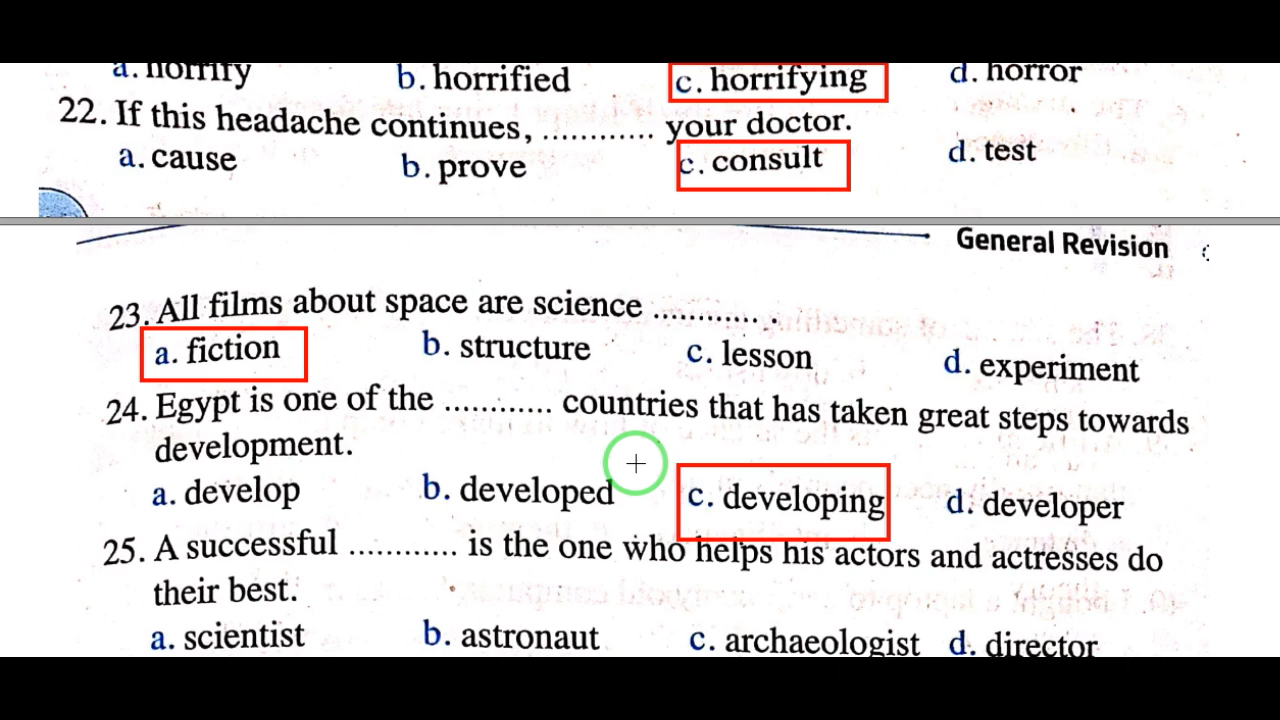 a. horrify b. horrified c. horrifying d. horror
22. If this headache continues, ............ your doctor.
a. cause b. prove c. consult d. test
General Revision
23. All films about space are science ............ .
a. fiction b. structure c. lesson d. experiment
24. Egypt is one of the ............ countries that has taken great steps towards
development.
a. develop b. developed c. developing d. developer
25. A successful ............ is the one who helps his actors and actresses do
their best.
a. scientist b. astronaut c. archaeologist d. director